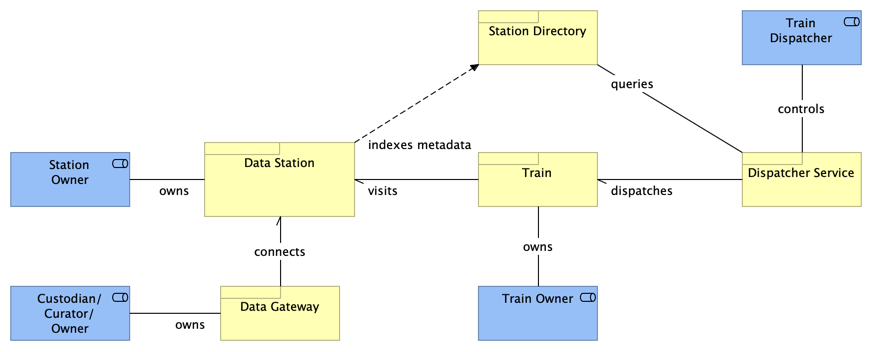 Station Directory
Train
Dispatcher
queries
controls
indexes metadata
Station
Owner
owns
Data Station
visits
Train
dispatches
Dispatcher Service
connects
owns
Custodian/
Curator/
Owner
owns
Data Gateway
Train Owner